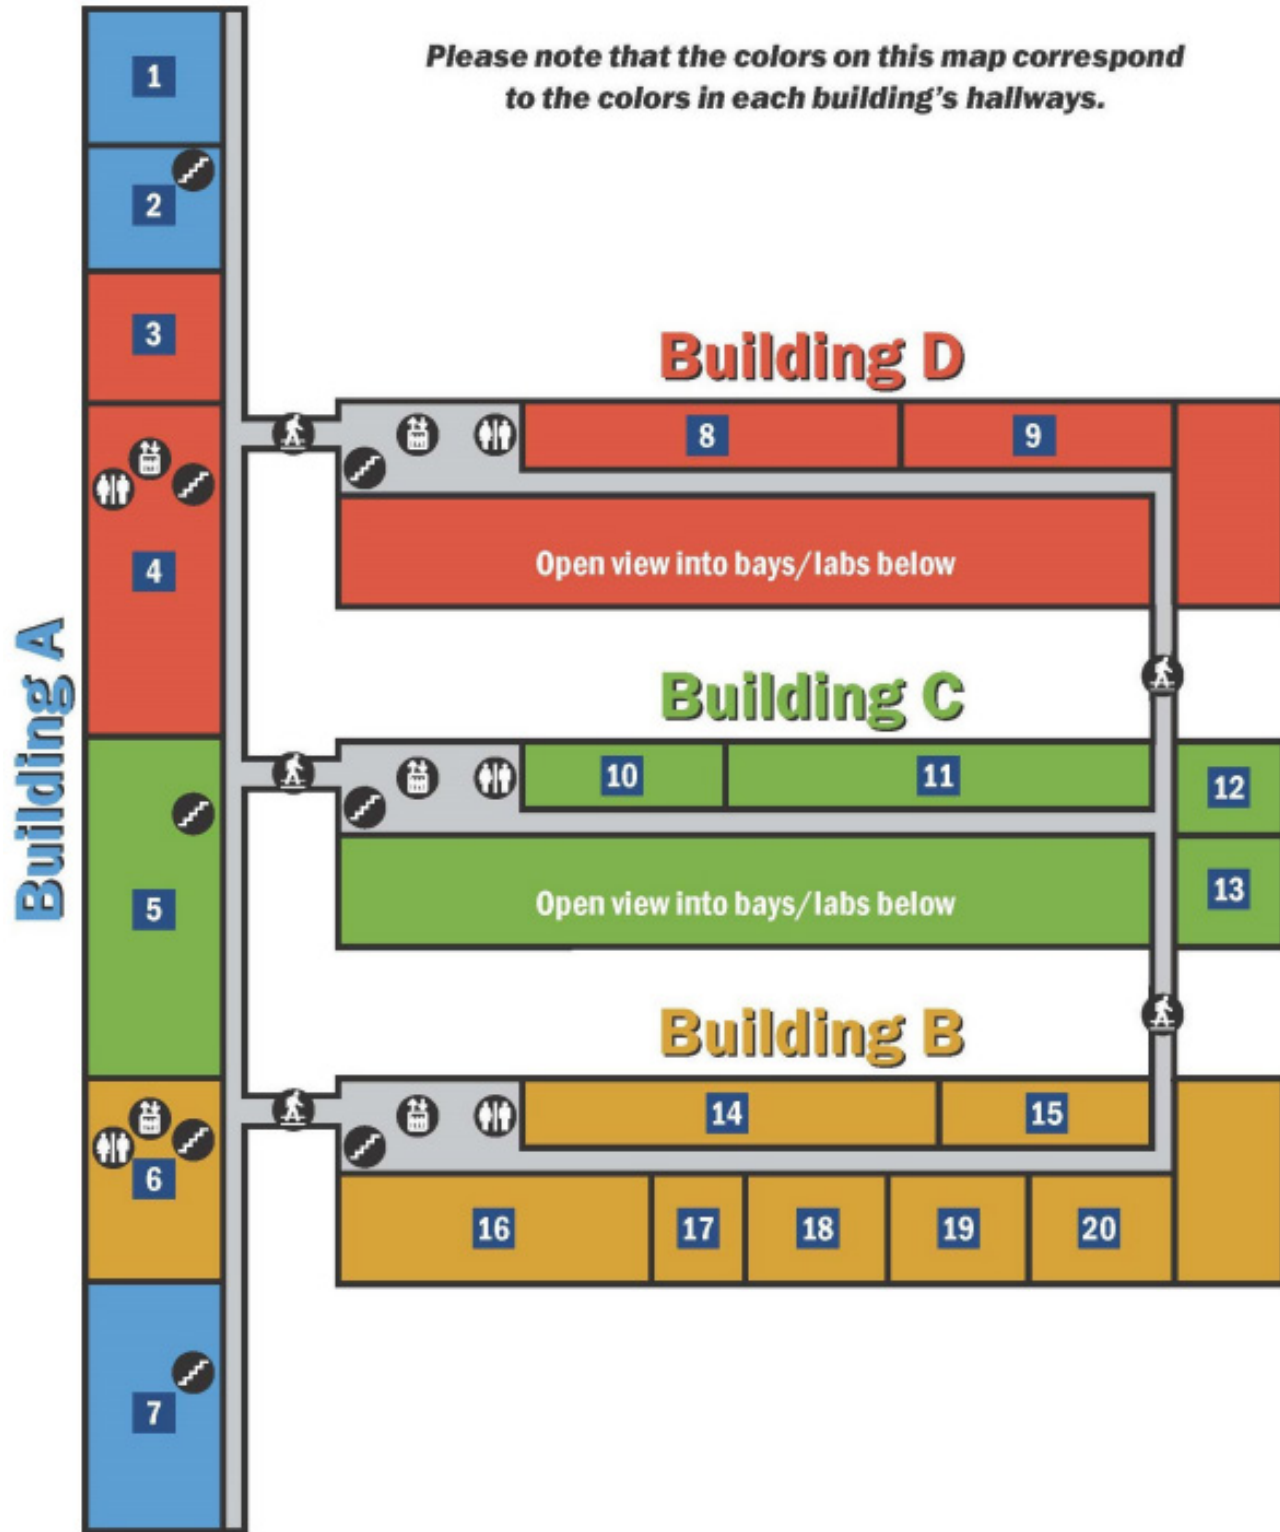 Please note that the colors on this map correspond
to the colors in each building's hallways.
Building A
1
2
3
4
5
6
7
Building D
8
9
Open view into bays/labs below
Building C
10
11
12
13
Open view into bays/labs below
Building B
14
15
16
17
18
19
20